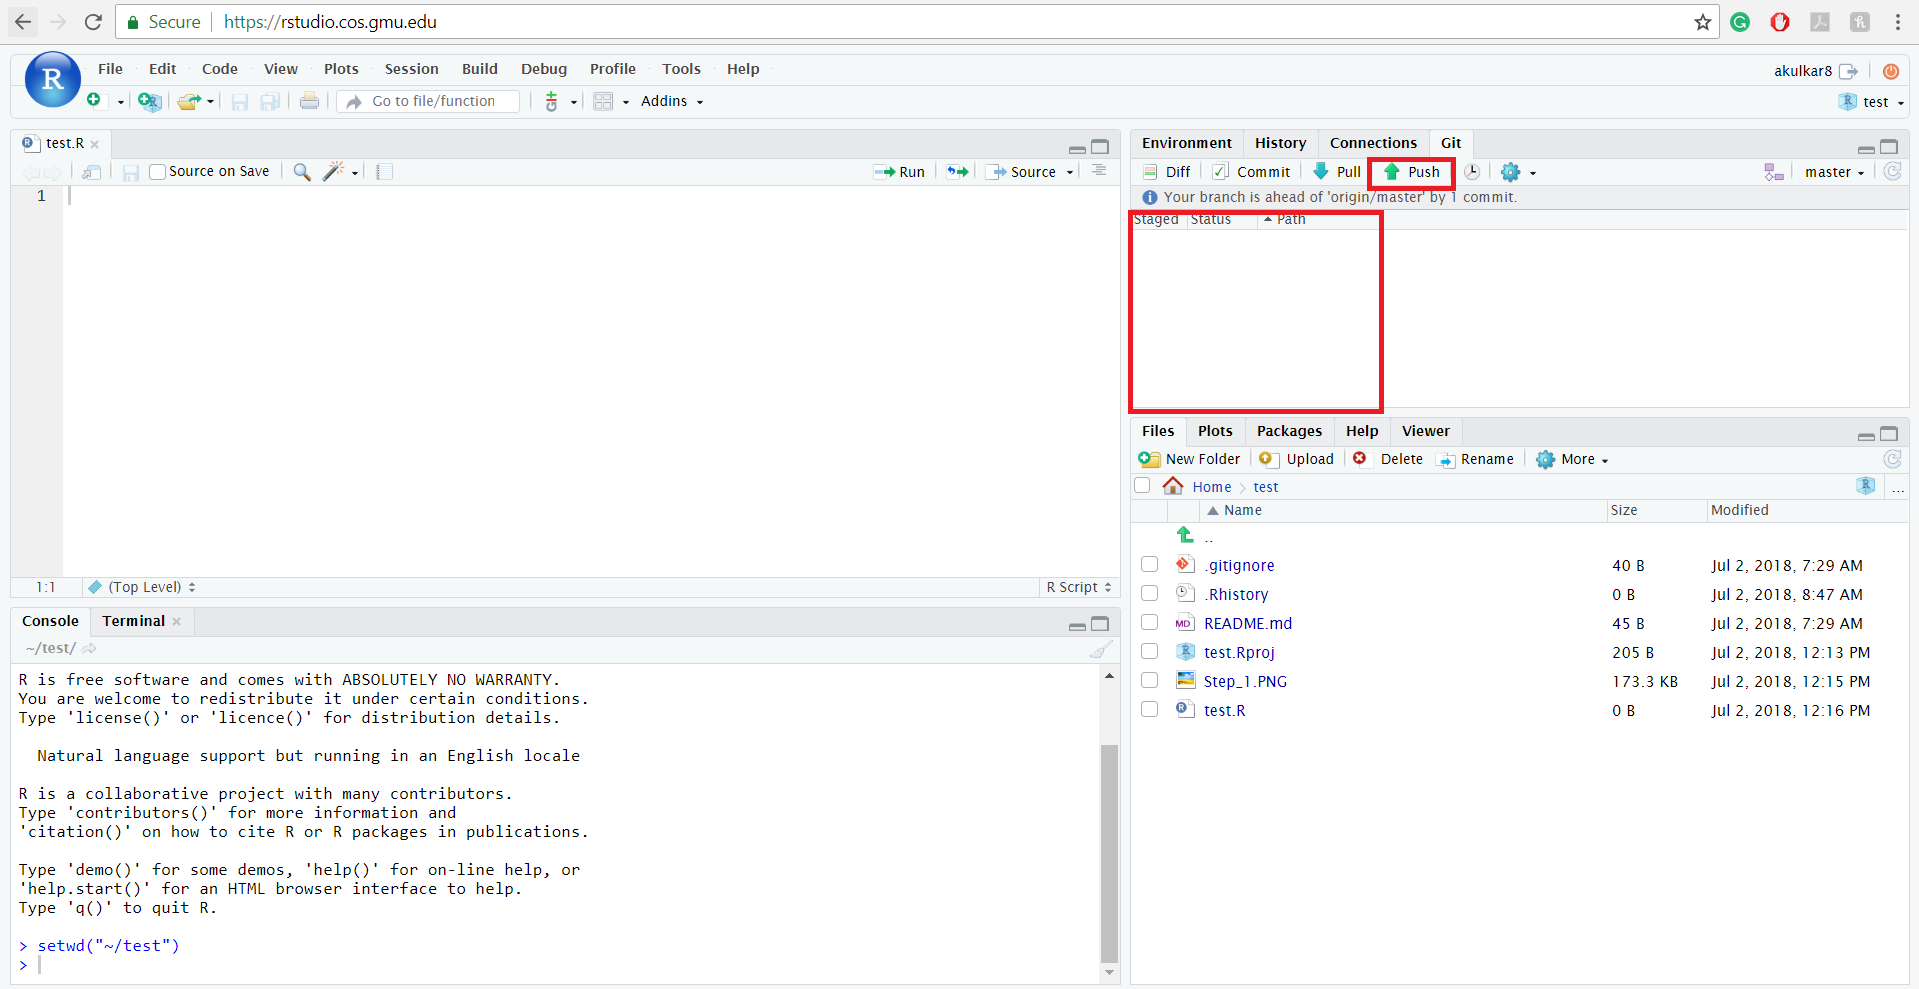 Secure https://rstudio.cos.gmu.edu
R
File Edit Code View Plots Session Build Debug Profile Tools Help
akulkar8
Go to file/function Addins
test
test.R
Source on Save Run Source
1
1:1 (Top Level) R Script
Console Terminal
~/test/
R is free software and comes with ABSOLUTELY NO WARRANTY.
You are welcome to redistribute it under certain conditions.
Type 'license()' or 'licence()' for distribution details.
Natural language support but running in an English locale
R is a collaborative project with many contributors.
Type 'contributors()' for more information and
'citation()' on how to cite R or R packages in publications.
Type 'demo()' for some demos, 'help()' for on-line help, or
'help.start()' for an HTML browser interface to help.
Type 'q()' to quit R.
> setwd("~/test")
>
Environment History Connections Git
Diff Commit Pull Push master
Your branch is ahead of 'origin/master' by 1 commit.
Staged Status Path
Files Plots Packages Help Viewer
New Folder Upload Delete Rename More
Home test ...
Name Size Modified
..
.gitignore 40 B Jul 2, 2018, 7:29 AM
.Rhistory 0 B Jul 2, 2018, 8:47 AM
MD README.md 45 B Jul 2, 2018, 7:29 AM
test.Rproj 205 B Jul 2, 2018, 12:13 PM
Step_1.PNG 173.3 KB Jul 2, 2018, 12:15 PM
test.R 0 B Jul 2, 2018, 12:16 PM